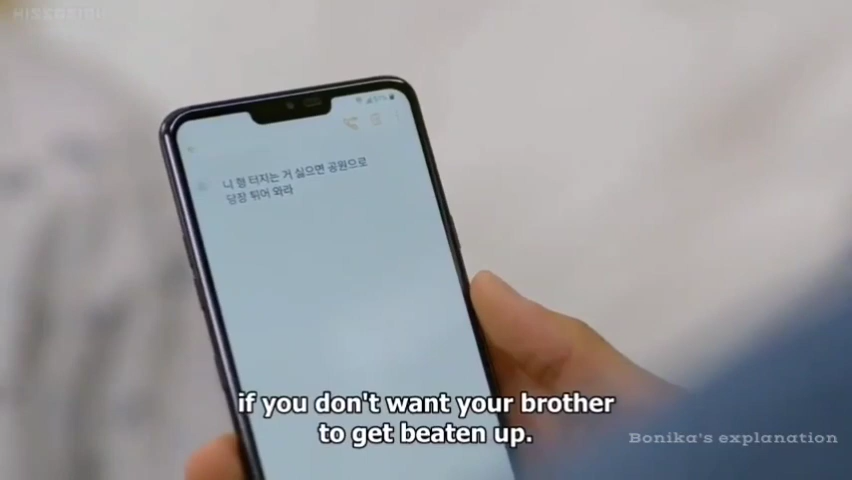 KISSASIAN
니 형 터지는 거 싫으면 공원으로
당장 튀어 와라
if you don't want your brother
to get beaten up.
Bonika's explanation